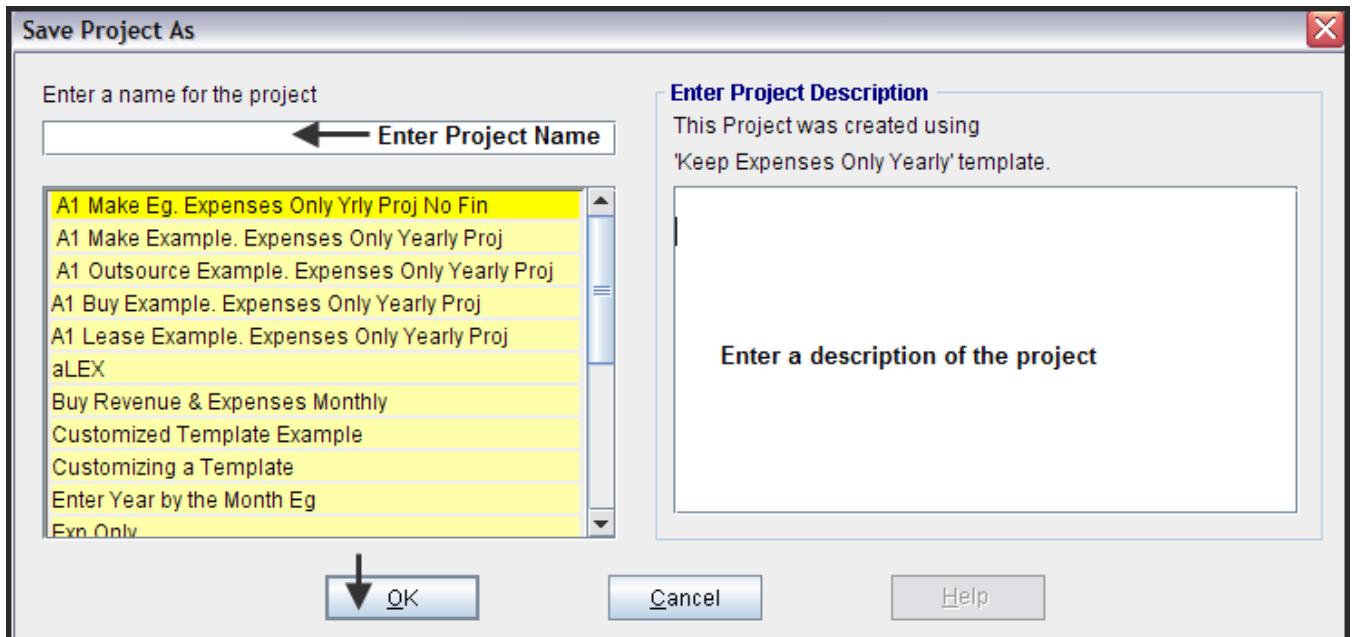 Save Project As
Enter a name for the project
Enter Project Name
A1 Make Eg. Expenses Only Yrly Proj No Fin
A1 Make Example. Expenses Only Yearly Proj
A1 Outsource Example. Expenses Only Yearly Proj
A1 Buy Example. Expenses Only Yearly Proj
A1 Lease Example. Expenses Only Yearly Proj
aLEX
Buy Revenue & Expenses Monthly
Customized Template Example
Customizing a Template
Enter Year by the Month Eg
Exp Only
Enter Project Description
This Project was created using
'Keep Expenses Only Yearly' template.
Enter a description of the project
OK
Cancel
Help